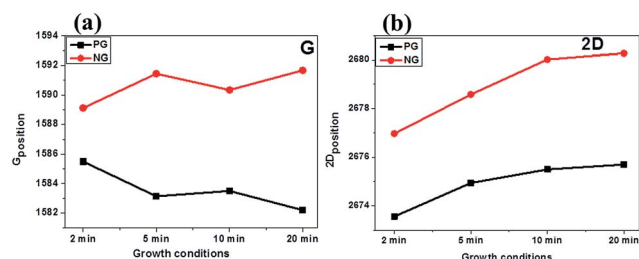 (a)
G
PG
NG
1594
1592
1590
1588
1586
1584
1582
Gposition
2 min 5 min 10 min 20 min
Growth conditions
(b)
2D
PG
NG
2680
2678
2676
2674
2Dposition
2 min 5 min 10 min 20 min
Growth conditions